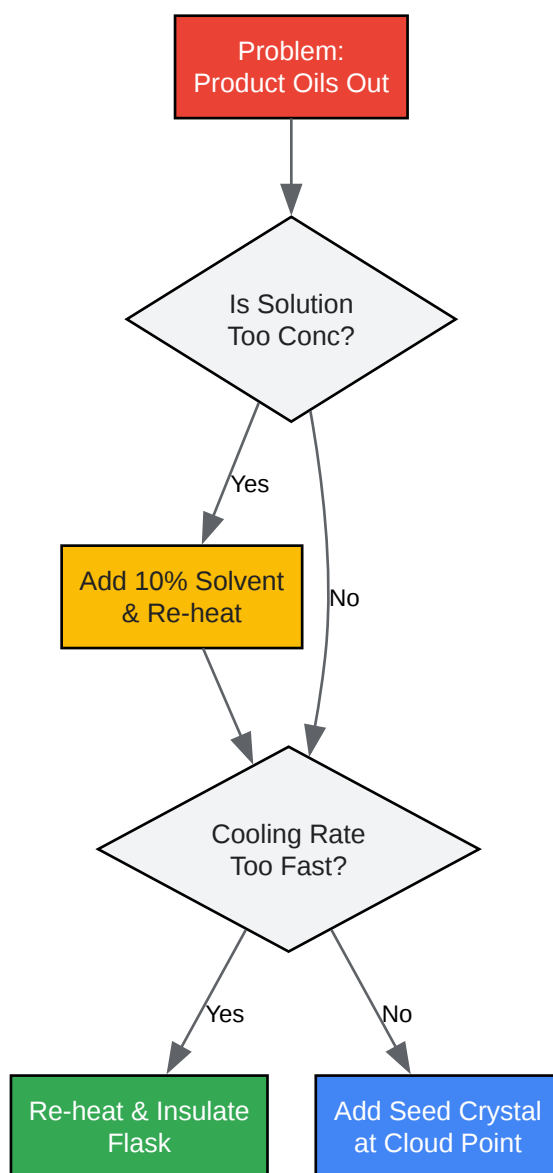 Problem:
Product Oils Out
Is Solution
Too Conc?
Yes
Add 10% Solvent
& Re-heat
No
Cooling Rate
Too Fast?
Yes
No
Re-heat & Insulate
Flask
Add Seed Crystal
at Cloud Point